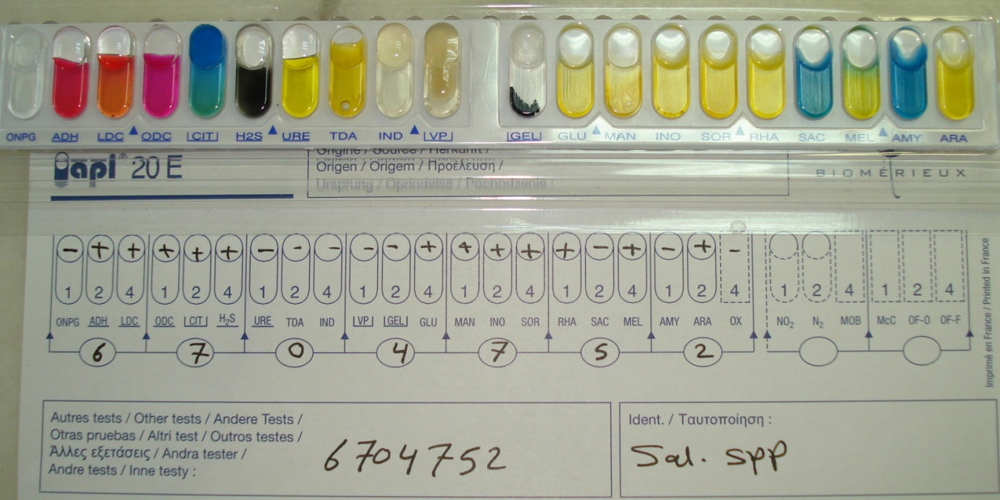 ONPG ADH LDC ODC CIT H2S URE TDA IND VP GEL GLU MAN INO SOR RHA SAC MEL AMY ARA
api® 20 E
Origine / Source / Herkunft /
Origen / Origem / Προέλευση /
Ursprung / Oprindelse / Pochodzenie :
BIOMÉRIEUX
- + + + + + - - - - - + + + + + - + - + -
1 2 4 1 2 4 1 2 4 1 2 4 1 2 4 1 2 4 1 2 4 1 2 4 1 2 4
ONPG ADH LDC ODC CIT H2S URE TDA IND VP GEL GLU MAN INO SOR RHA SAC MEL AMY ARA OX NO2 N2 MOB McC OF-O OF-F
6 7 0 4 7 5 2
Imprimé en France / Printed in France
Autres tests / Other tests / Andere Tests /
Otras pruebas / Altri test / Outros testes /
Άλλες εξετάσεις / Andra tester /
Andre tests / Inne testy :
6704752
Ident. / Ταυτοποίηση :
Sal. spp